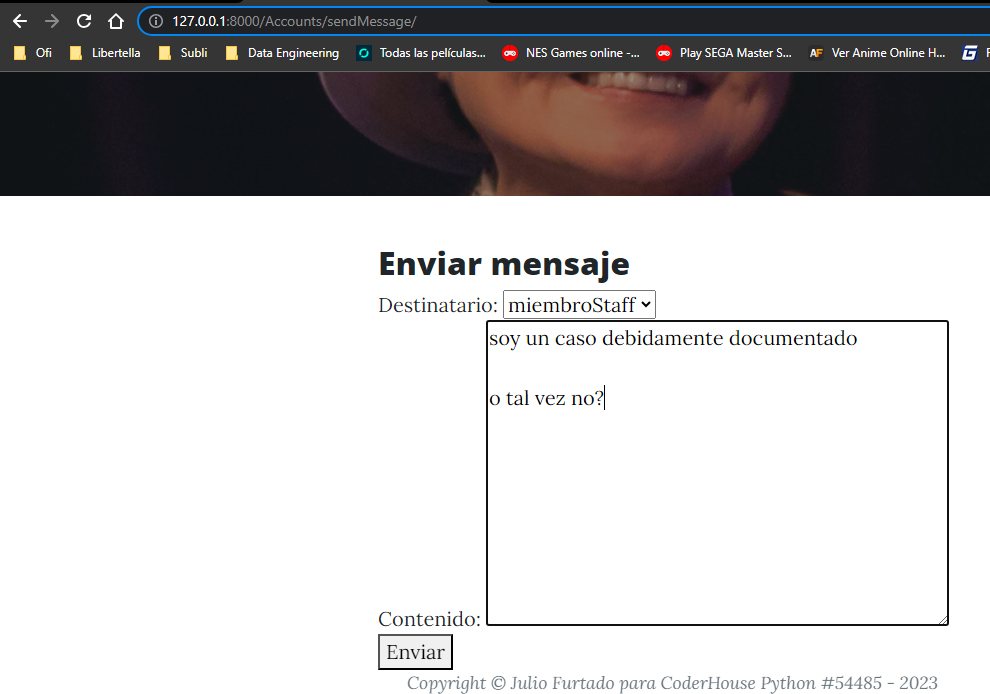 127.0.0.1:8000/Accounts/sendMessage/
Ofi Libertella Subli Data Engineering Todas las películas... NES Games online -... Play SEGA Master S... AF Ver Anime Online H... G
Enviar mensaje
Destinatario: miembroStaff
soy un caso debidamente documentado
o tal vez no?
Contenido:
Enviar
Copyright © Julio Furtado para CoderHouse Python #54485 - 2023